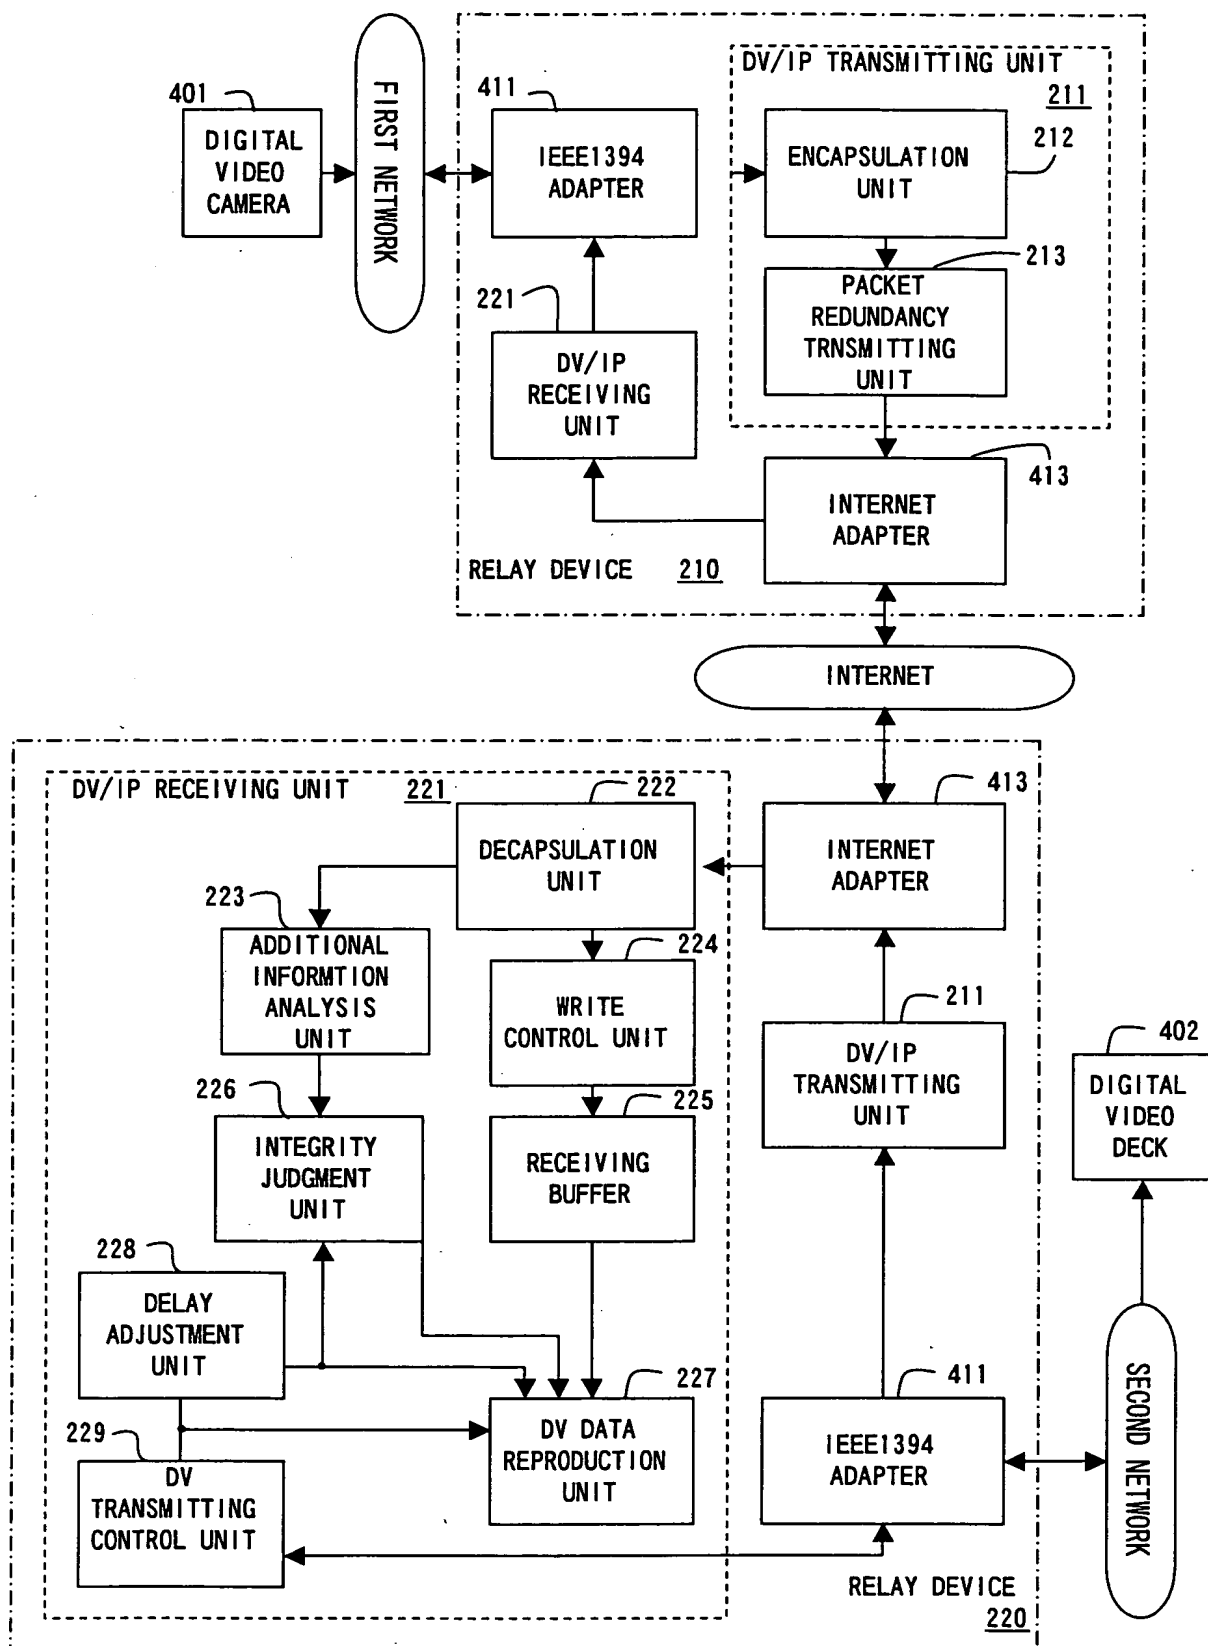 401
DIGITAL
VIDEO
CAMERA
FIRST NETWORK
411
IEEE1394
ADAPTER
DV/IP TRANSMITTING UNIT
211
ENCAPSULATION
UNIT
212
213
PACKET
REDUNDANCY
TRNSMITTING
UNIT
221
DV/IP
RECEIVING
UNIT
413
INTERNET
ADAPTER
RELAY DEVICE 210
INTERNET
DV/IP RECEIVING UNIT 221
222
DECAPSULATION
UNIT
413
INTERNET
ADAPTER
223
ADDITIONAL
INFORMTION
ANALYSIS
UNIT
224
WRITE
CONTROL UNIT
211
DV/IP
TRANSMITTING
UNIT
402
DIGITAL
VIDEO
DECK
226
INTEGRITY
JUDGMENT
UNIT
225
RECEIVING
BUFFER
228
DELAY
ADJUSTMENT
UNIT
227
DV DATA
REPRODUCTION
UNIT
411
IEEE1394
ADAPTER
SECOND NETWORK
229
DV
TRANSMITTING
CONTROL UNIT
RELAY DEVICE
220